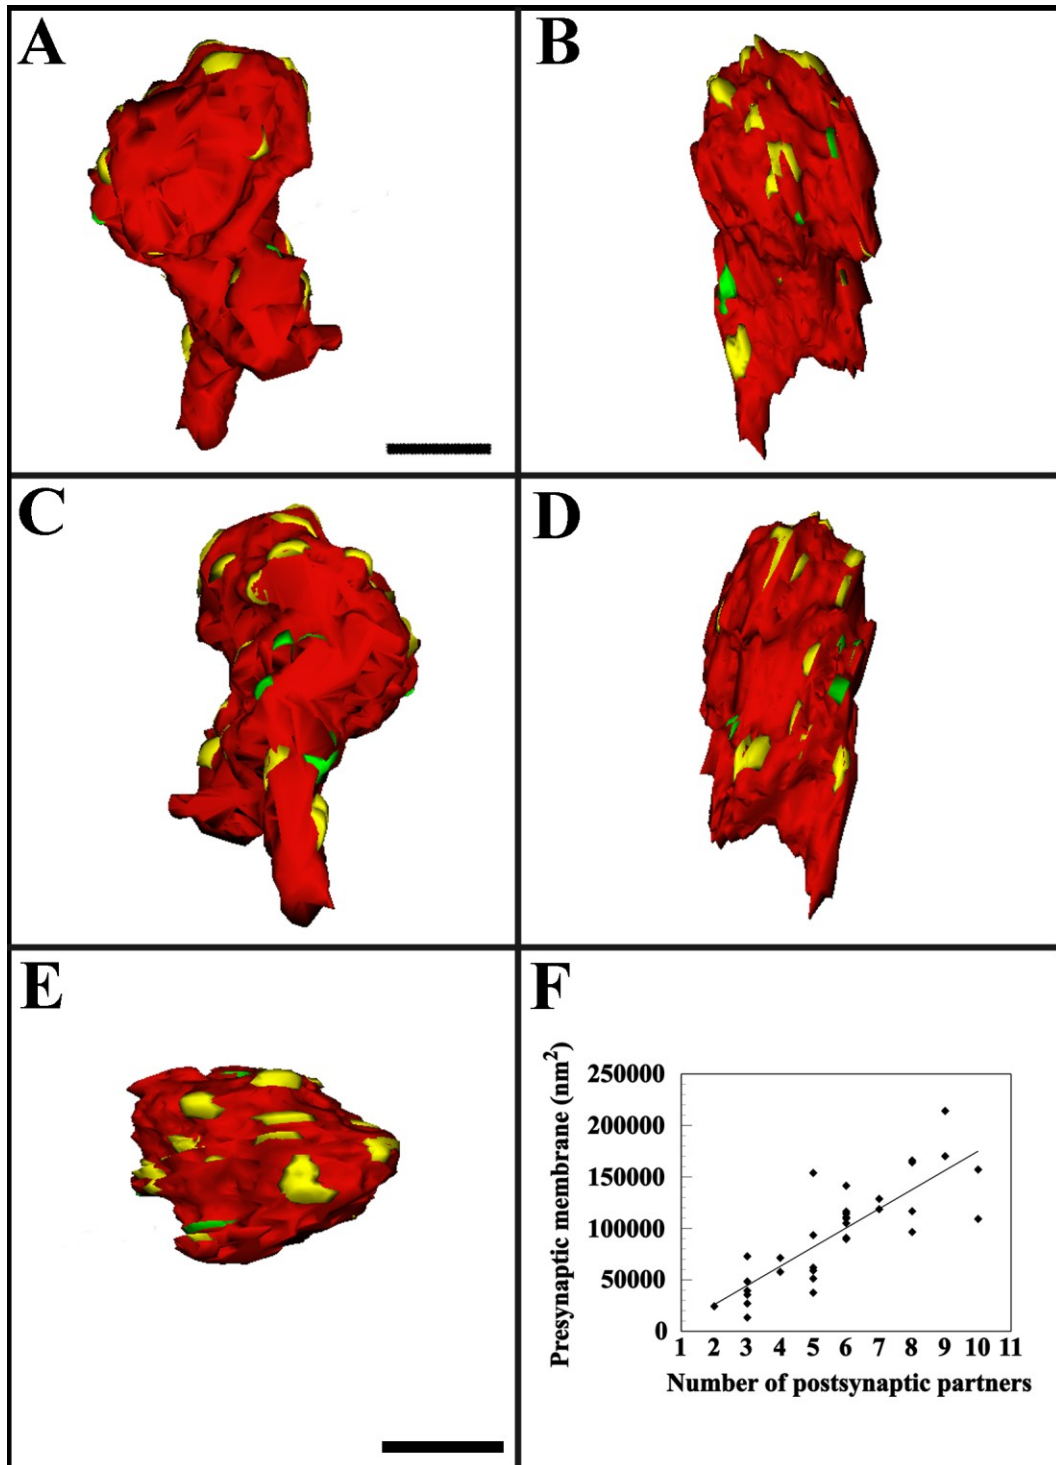 A
B
C
D
E
F
Presynaptic membrane (nm²)
250000
200000
150000
100000
50000
0
1 2 3 4 5 6 7 8 9 10 11
Number of postsynaptic partners